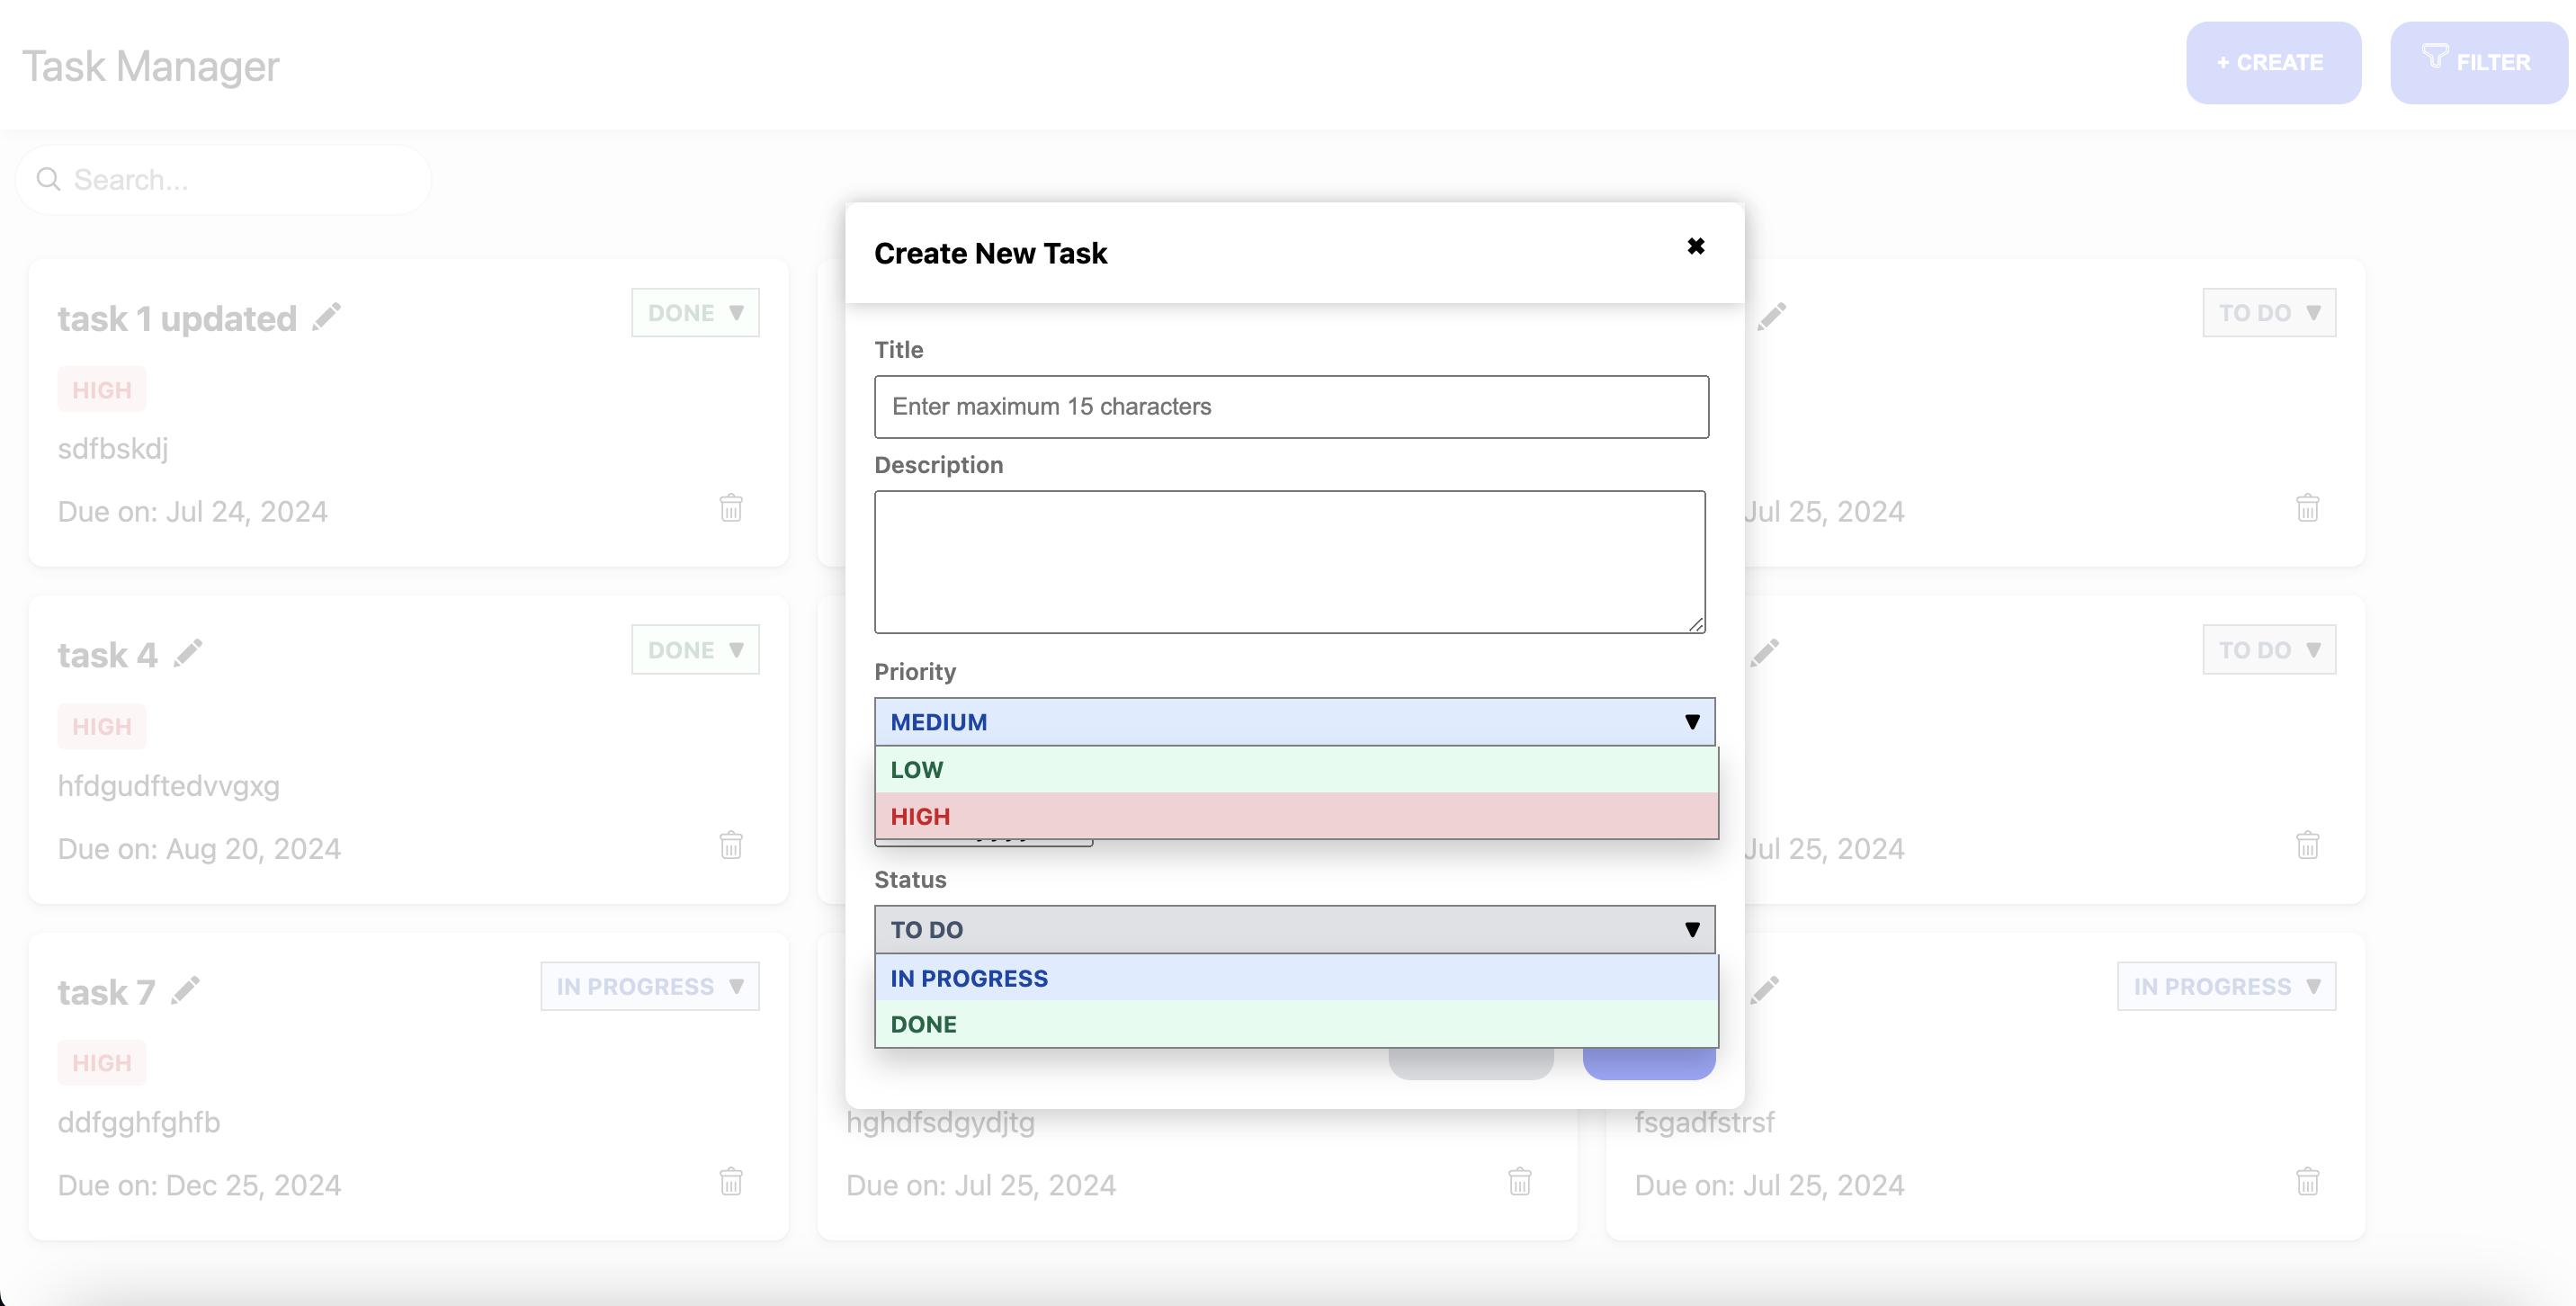 Task Manager
+ CREATE
FILTER
Search...
Create New Task
✖
Title
Enter maximum 15 characters
Description
Priority
MEDIUM ▼
LOW
HIGH
Status
TO DO ▼
IN PROGRESS
DONE
task 1 updated
DONE ▼
HIGH
sdfbskdj
Due on: Jul 24, 2024
TO DO ▼
Jul 25, 2024
task 4
DONE ▼
HIGH
hfdgudftedvvgxg
Due on: Aug 20, 2024
TO DO ▼
Jul 25, 2024
task 7
IN PROGRESS ▼
HIGH
ddfgghfghfb
Due on: Dec 25, 2024
hghdfsdgydjtg
Due on: Jul 25, 2024
IN PROGRESS ▼
fsgadfstrsf
Due on: Jul 25, 2024